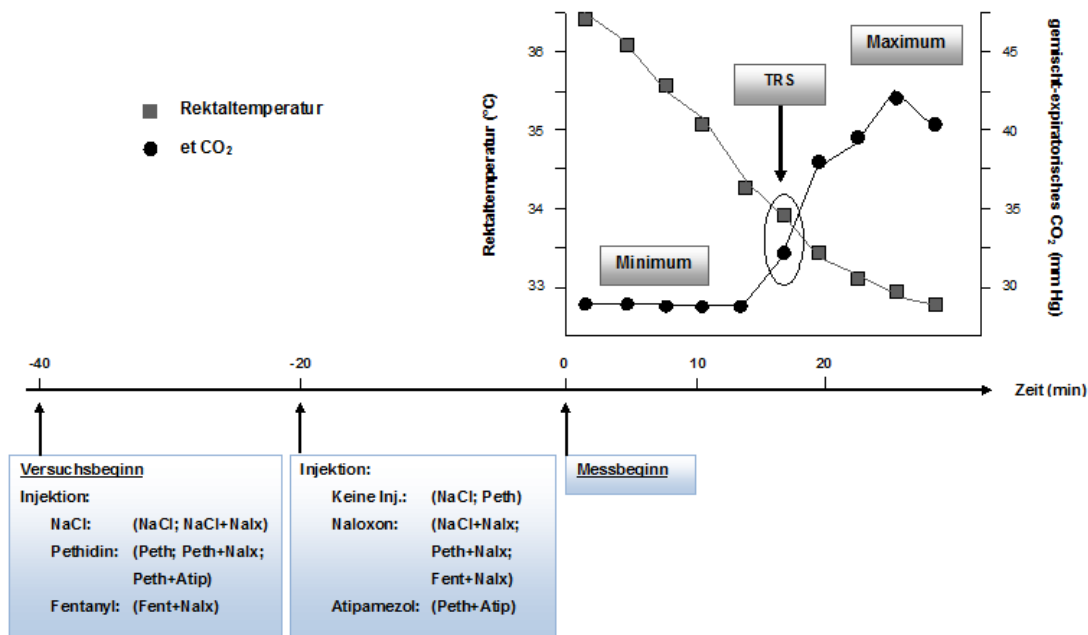 Rektaltemperatur
et CO₂
Rektaltemperatur (°C)
36
35
34
33
Minimum
TRS
Maximum
45
40
35
30
gemischt-expiratorisches CO₂ (mm Hg)
-40
-20
0
10
20
Zeit (min)
Versuchsbeginn
Injektion:
NaCl: (NaCl; NaCl+Nalx)
Pethidin: (Peth; Peth+Nalx;
Peth+Atip)
Fentanyl: (Fent+Nalx)
Injektion:
Keine Inj.: (NaCl; Peth)
Naloxon: (NaCl+Nalx;
Peth+Nalx;
Fent+Nalx)
Atipamezol: (Peth+Atip)
Messbeginn